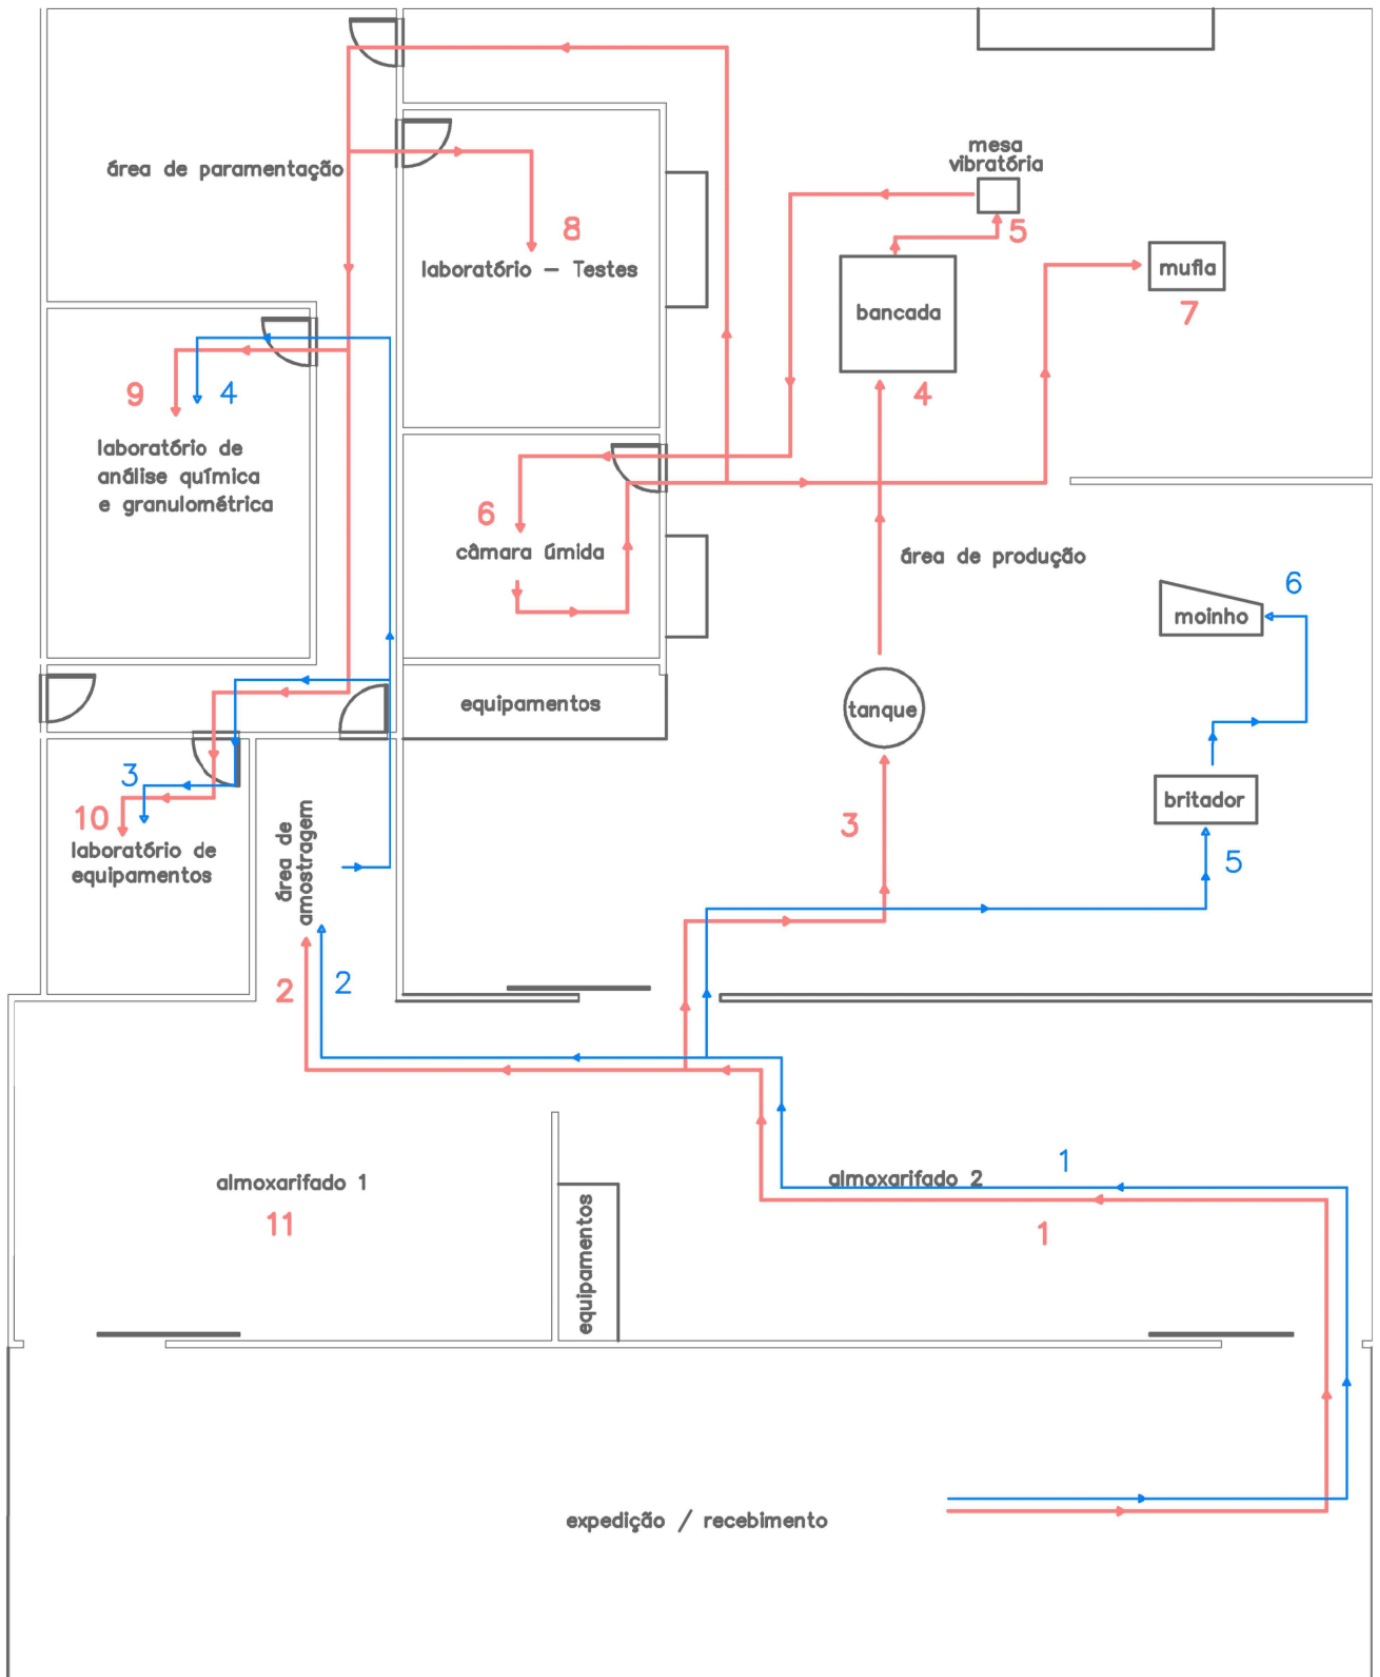 mesa
vibratória
área de paramentação
8
5
laboratório – Testes
mufla
bancada
7
9
4
4
laboratório de
análise química
e granulométrica
6
câmara úmida
área de produção
6
moinho
equipamentos
tanque
3
britador
10
3
5
laboratório de
equipamentos
área de
amostragem
2
2
almoxarifado 1
11
almoxarifado 2
1
1
equipamentos
expedição / recebimento